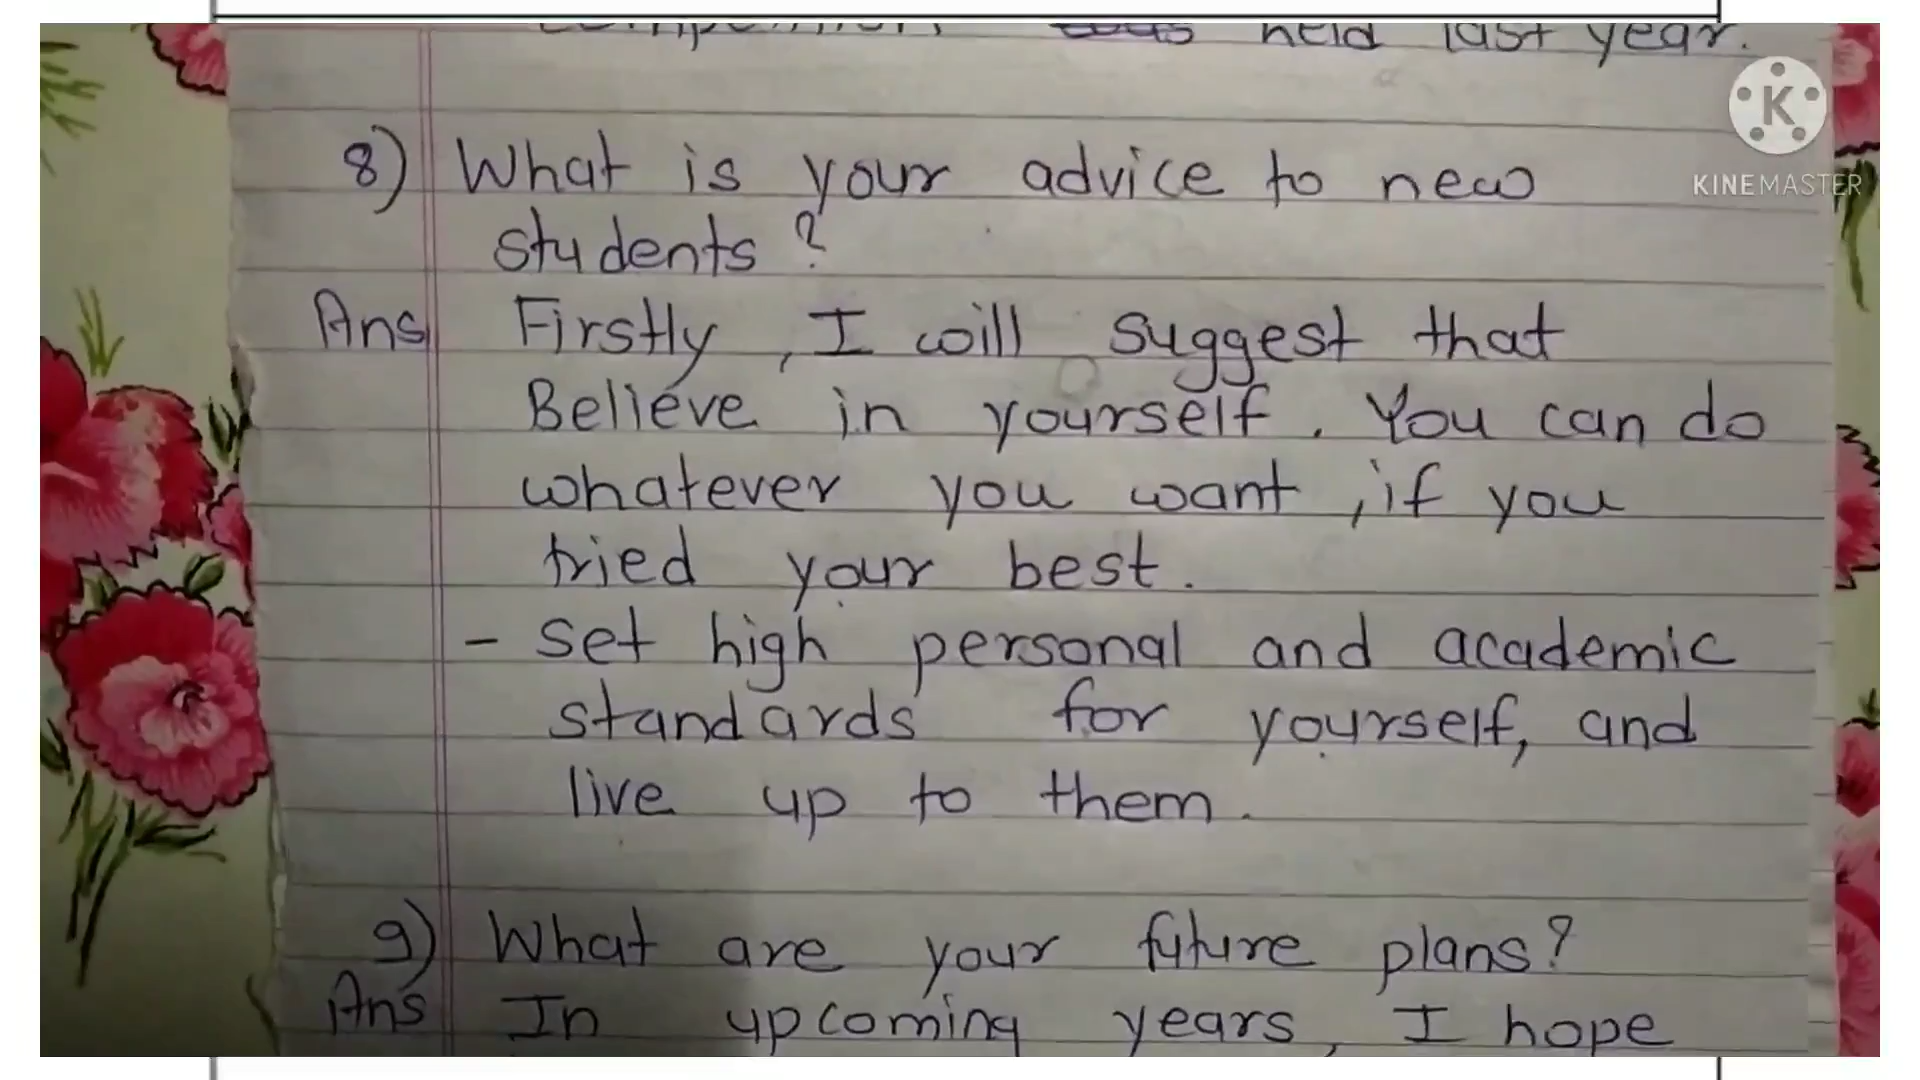 held last year.
8) What is your advice to new
students?
Ans Firstly, I will suggest that
Believe in yourself. You can do
whatever you want, if you
tried your best.
- set high personal and academic
standards for yourself, and
live up to them.
9) What are your future plans?
Ans In upcoming years, I hope
K
KINEMASTER